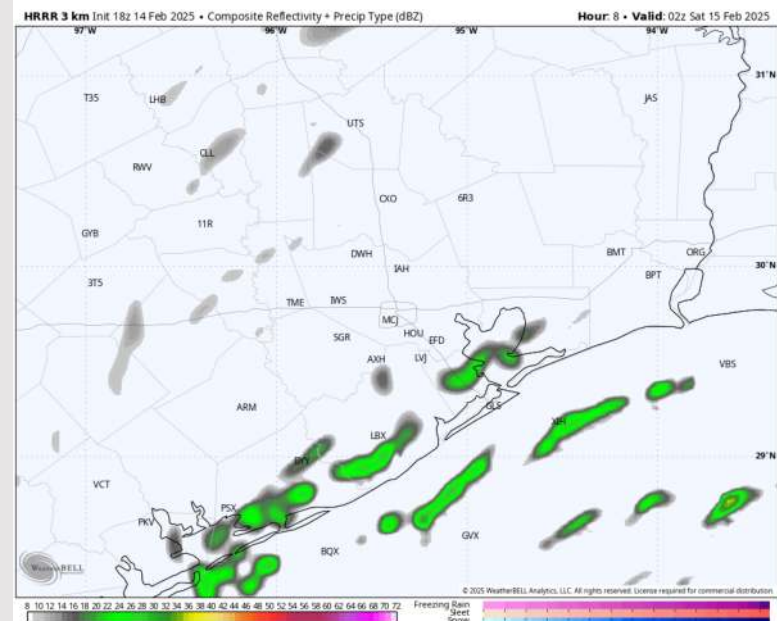 HRRR 3 km Init 18z 14 Feb 2025 • Composite Reflectivity + Precip Type (dBZ) Hour: 8 • Valid: 02z Sat 15 Feb 2025
97°W 96°W 95°W 94°W
31°N
T35 LHB JAS
UTS
CLL
RWV
CXO 6R3
11R
GYB
DWH BMT ORG
30°N
IAH BPT
3T5
TME IWS
MCJ
SGR HOU EFD
AXH LVJ VBS
ARM GLS
XIH
LBX
29°N
BYY
VCT
PSX
PKV
GVX
BQX
WeatherBELL
© 2025 WeatherBELL Analytics, LLC. All rights reserved. License required for commercial distribution.
8 10 12 14 16 18 20 22 24 26 28 30 32 34 36 38 40 42 44 46 48 50 52 54 56 58 60 62 64 66 68 70 72
Freezing Rain
Sleet
Snow